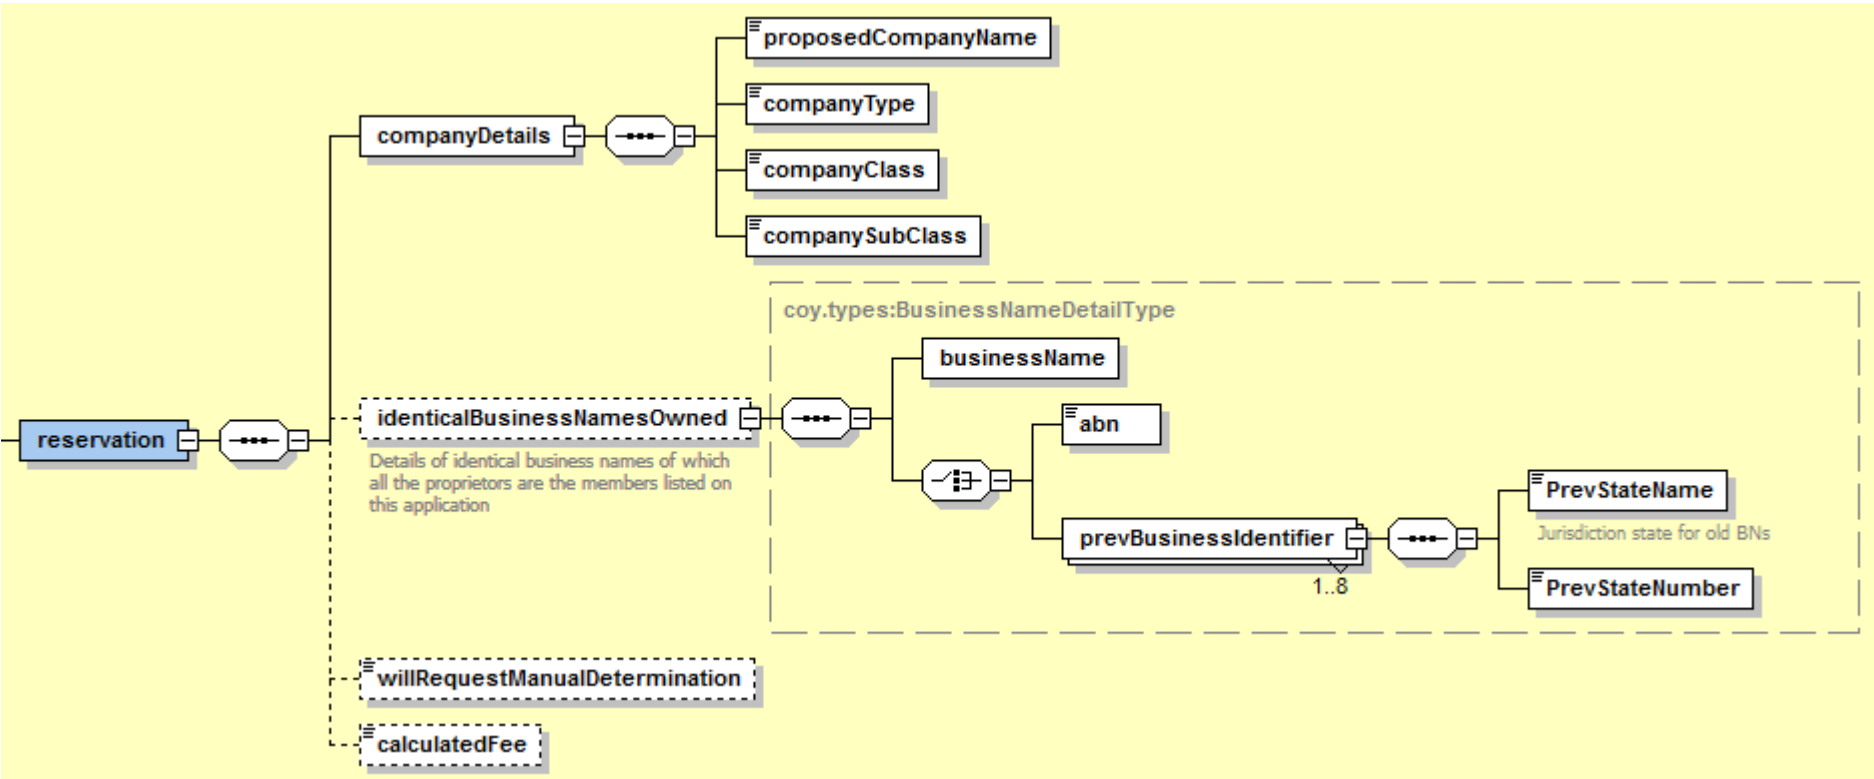 proposedCompanyName
companyType
companyDetails
companyClass
companySubClass
coy.types:BusinessNameDetailType
businessName
identicalBusinessNamesOwned
abn
reservation
Details of identical business names of which
all the proprietors are the members listed on
this application
PrevStateName
Jurisdiction state for old BNs
prevBusinessIdentifier
1..8
PrevStateNumber
willRequestManualDetermination
calculatedFee